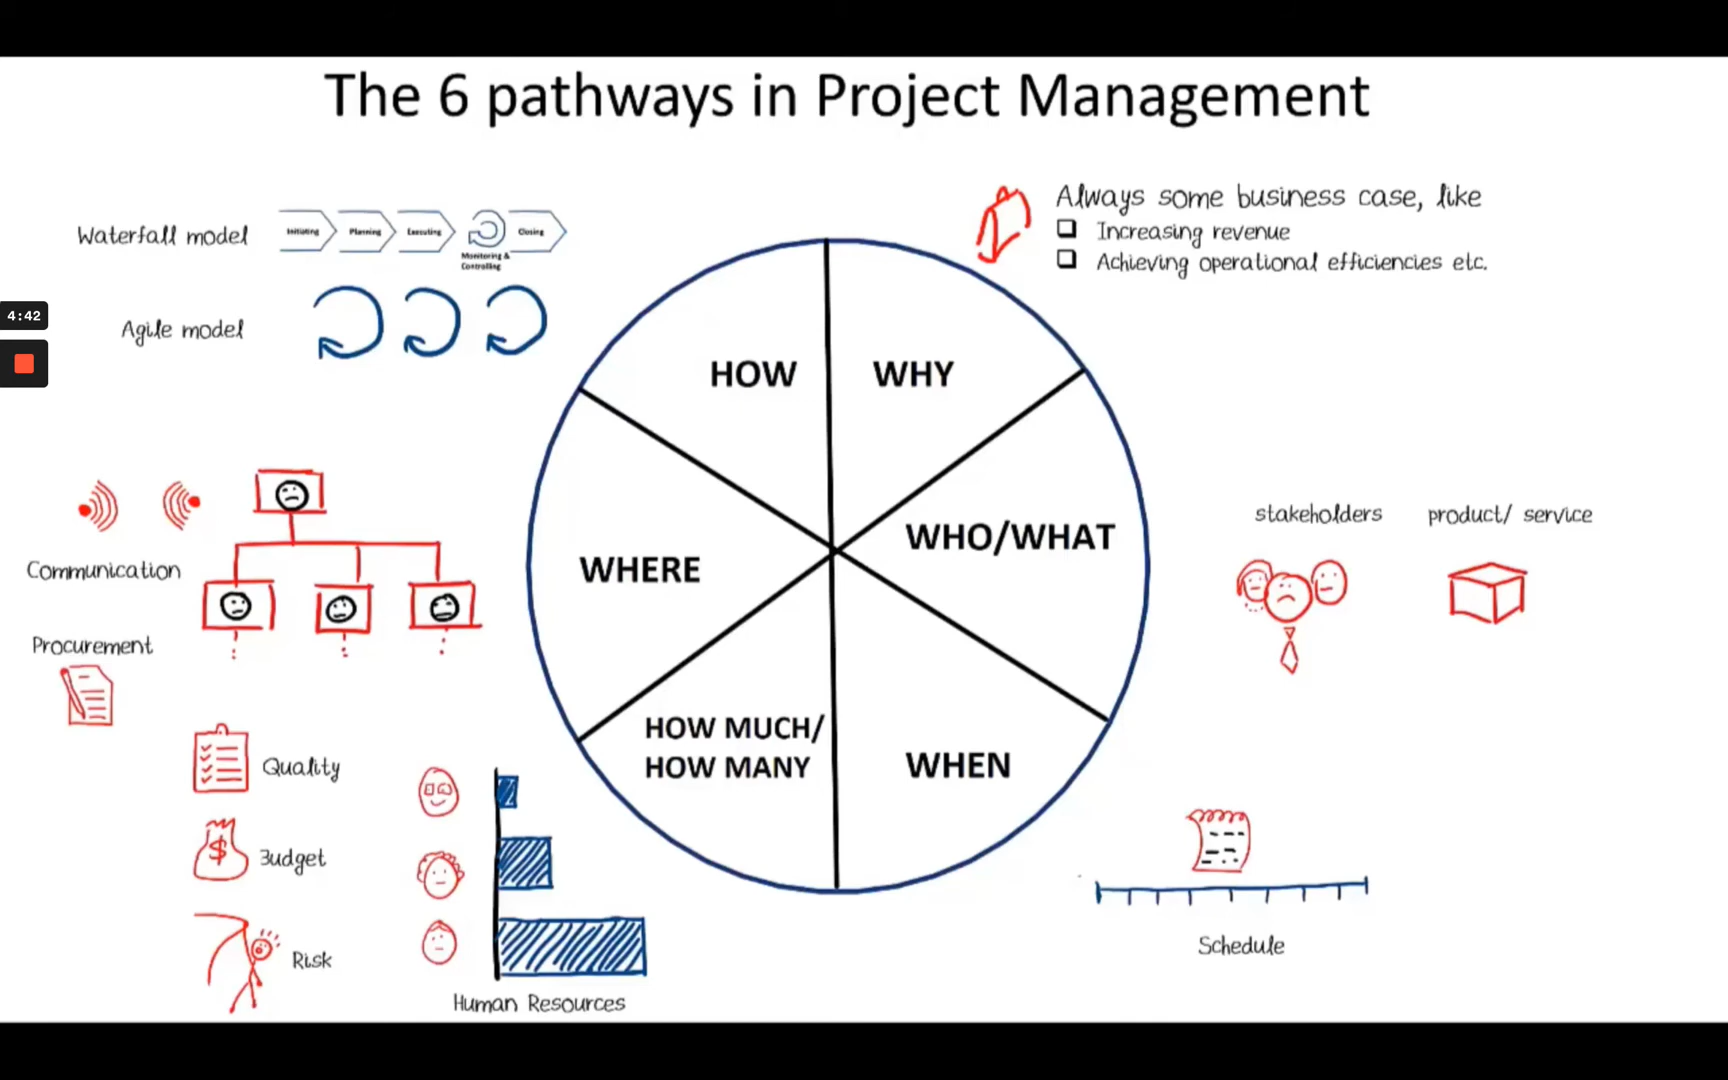 The 6 pathways in Project Management
Always some business case, like
Increasing revenue
Achieving operational efficiencies etc.
Waterfall model
Initiating
Planning
Executing
Monitoring &
Controlling
Closing
Agile model
4:42
HOW
WHY
WHO/WHAT
WHERE
HOW MUCH/
HOW MANY
WHEN
stakeholders
product/ service
Communication
Procurement
Quality
$
Budget
Risk
Human Resources
Schedule